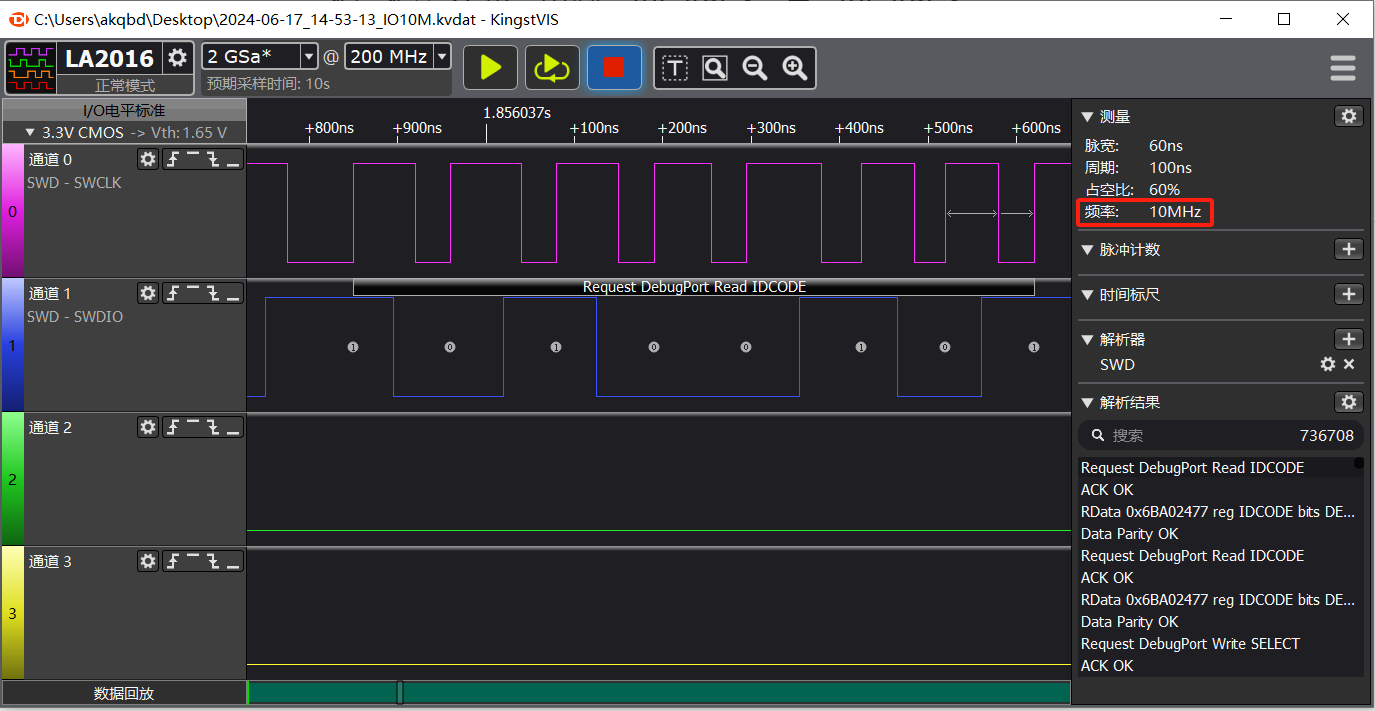 C:\Users\akqbd\Desktop\2024-06-17_14-53-13_IO10M.kvdat - KingstVIS
LA2016
正常模式
2 GSa* @ 200 MHz
预期采样时间: 10s
I/O电平标准
3.3V CMOS -> Vth: 1.65 V
1.856037s
+800ns +900ns +100ns +200ns +300ns +400ns +500ns +600ns
通道 0
SWD - SWCLK
0
通道 1
SWD - SWDIO
1
Request DebugPort Read IDCODE
1 0 1 0 0 1 0 1
通道 2
2
通道 3
3
数据回放
测量
脉宽: 60ns
周期: 100ns
占空比: 60%
频率: 10MHz
脉冲计数
时间标尺
解析器
SWD
解析结果
搜索 736708
Request DebugPort Read IDCODE
ACK OK
RData 0x6BA02477 reg IDCODE bits DE...
Data Parity OK
Request DebugPort Read IDCODE
ACK OK
RData 0x6BA02477 reg IDCODE bits DE...
Data Parity OK
Request DebugPort Write SELECT
ACK OK